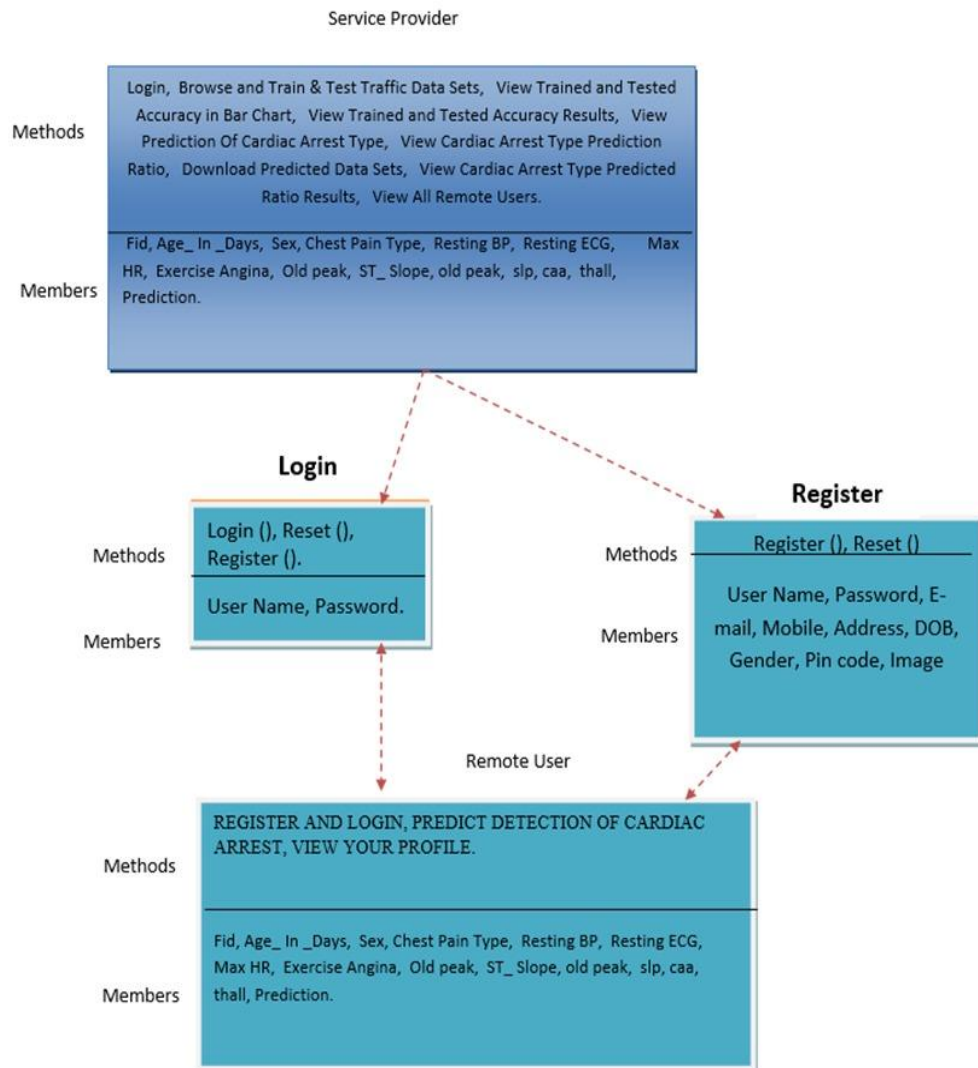 Service Provider
Methods
Login, Browse and Train & Test Traffic Data Sets, View Trained and Tested
Accuracy in Bar Chart, View Trained and Tested Accuracy Results, View
Prediction Of Cardiac Arrest Type, View Cardiac Arrest Type Prediction
Ratio, Download Predicted Data Sets, View Cardiac Arrest Type Predicted
Ratio Results, View All Remote Users.
Members
Fid, Age_ In _Days, Sex, Chest Pain Type, Resting BP, Resting ECG, Max
HR, Exercise Angina, Old peak, ST_ Slope, old peak, slp, caa, thall,
Prediction.
Login
Methods
Login (), Reset (),
Register ().
Members
User Name, Password.
Register
Methods
Register (), Reset ()
Members
User Name, Password, E-
mail, Mobile, Address, DOB,
Gender, Pin code, Image
Remote User
Methods
REGISTER AND LOGIN, PREDICT DETECTION OF CARDIAC
ARREST, VIEW YOUR PROFILE.
Members
Fid, Age_ In _Days, Sex, Chest Pain Type, Resting BP, Resting ECG,
Max HR, Exercise Angina, Old peak, ST_ Slope, old peak, slp, caa,
thall, Prediction.